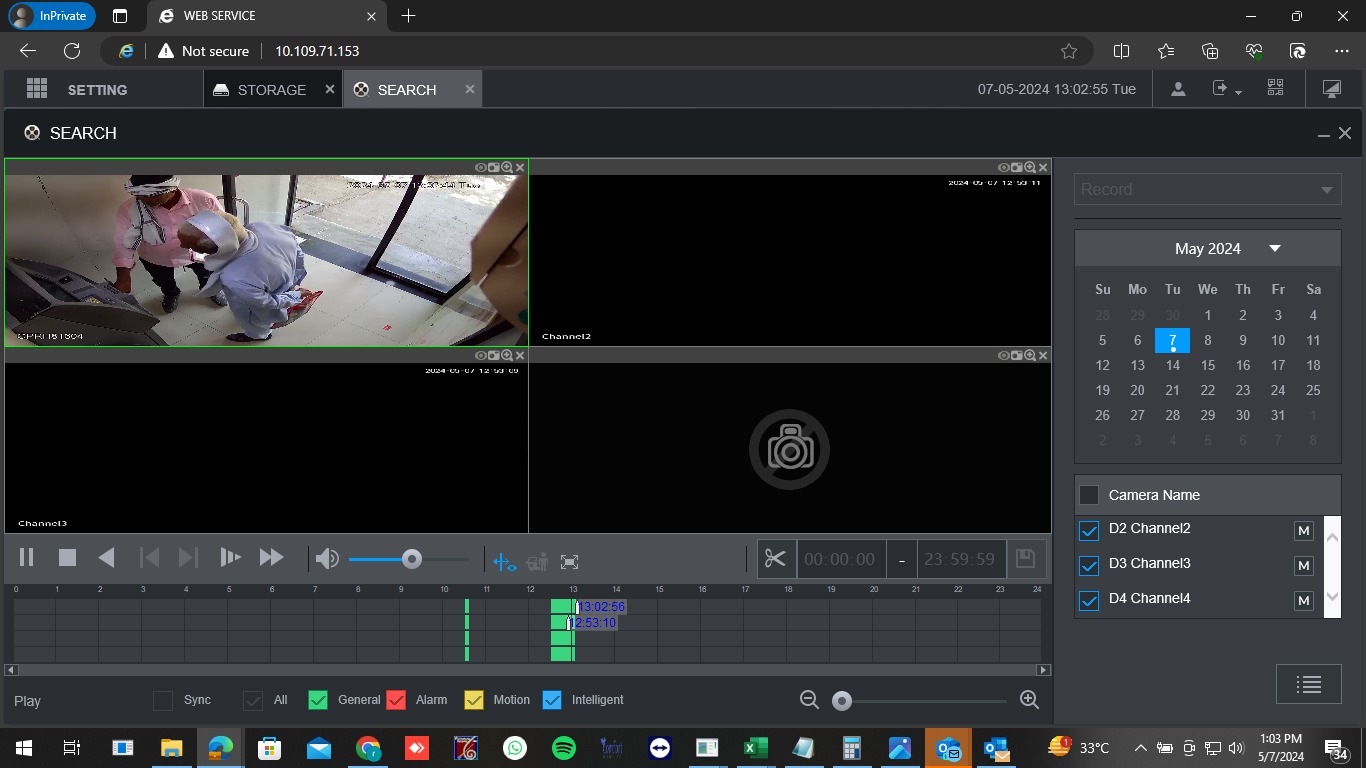 InPrivate
WEB SERVICE
Not secure
10.109.71.153
SETTING
STORAGE
SEARCH
07-05-2024 13:02:55 Tue
SEARCH
Record
2024-05-07 12:53:11
CPRH81304
Channel2
2024-05-07 12:53:09
Channel3
May 2024
Su Mo Tu We Th Fr Sa
28 29 30 1 2 3 4
5 6 7 8 9 10 11
12 13 14 15 16 17 18
19 20 21 22 23 24 25
26 27 28 29 30 31 1
2 3 4 5 6 7 8
Camera Name
D2 Channel2 M
D3 Channel3 M
D4 Channel4 M
00:00:00 - 23:59:59
0 1 2 3 4 5 6 7 8 9 10 11 12 13 14 15 16 17 18 19 20 21 22 23 24
13:02:56
12:53:10
Play
Sync
All
General
Alarm
Motion
Intelligent
1
33°C
1:03 PM
5/7/2024
34